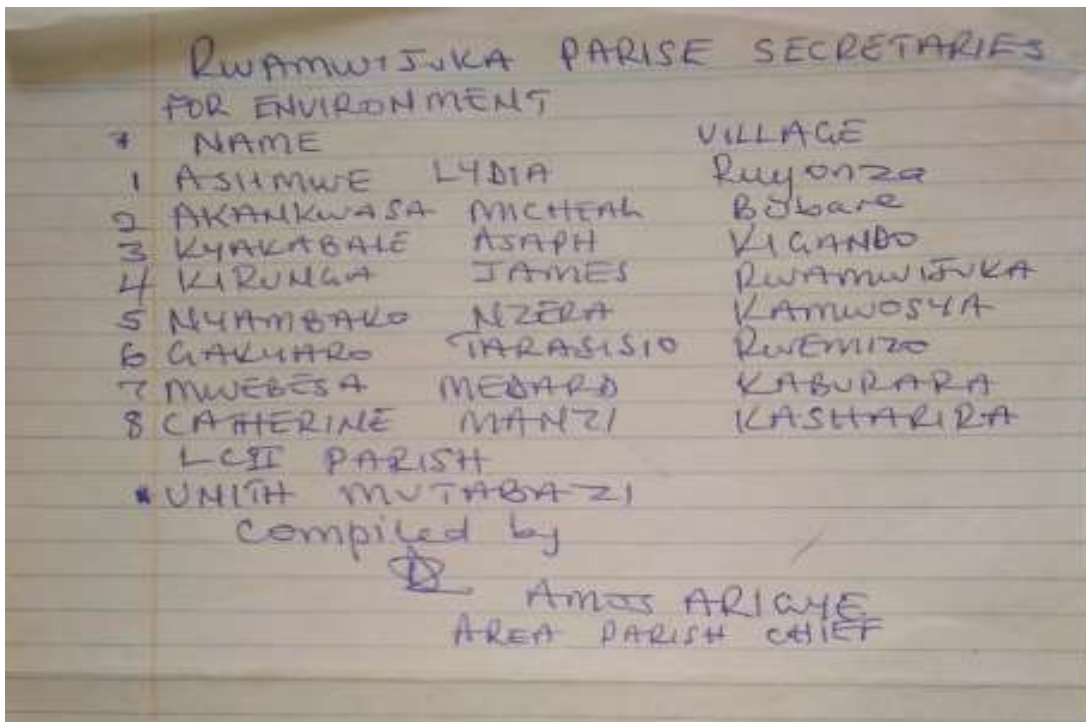 RWAMWIJUKA PARISE SECRETARIES
FOR ENVIRONMENT
* NAME VILLAGE
1 ASIIMWE LYDIA Ruyonza
2 AKANKWASA MICHEAL Bubare
3 KYAKABALE ASAPH KIGANDO
4 KIRUNGA JAMES RWAMWIJUKA
5 NYAMBAKO NZERA KAMWOSYA
6 GAKYARO TARASISIO RWEMIZO
7 MWEBESA MEDARD KABURARA
8 CATHERINE MANZI KASHARIRA
LCII PARISH
* UNITH MUTABAZI
Compiled by
AMOS ARIGYE
AREA PARISH CHIEF